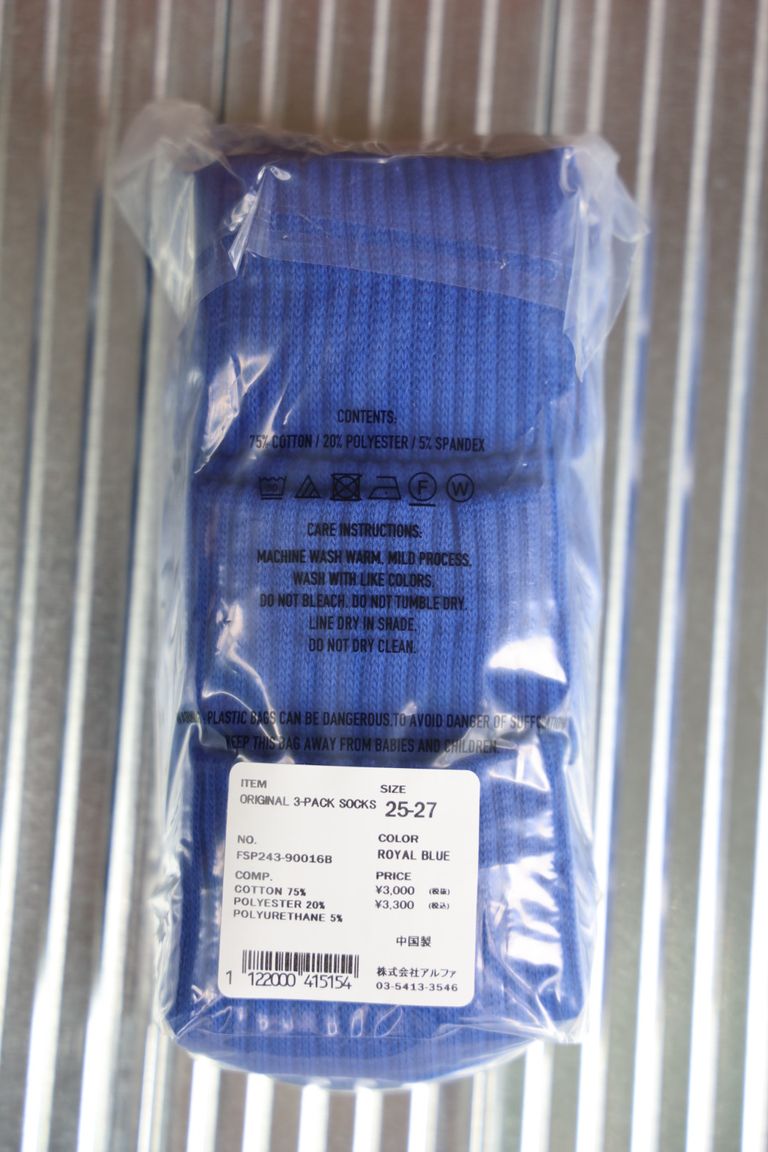 CONTENTS:
75% COTTON / 20% POLYESTER / 5% SPANDEX
F W
CARE INSTRUCTIONS:
MACHINE WASH WARM, MILD PROCESS,
WASH WITH LIKE COLORS,
DO NOT BLEACH. DO NOT TUMBLE DRY.
LINE DRY IN SHADE.
DO NOT DRY CLEAN.
PLASTIC BAGS CAN BE DANGEROUS.TO AVOID DANGER OF
KEEP THIS BAG AWAY FROM BABIES AND CHILDREN.
ITEM
ORIGINAL 3-PACK SOCKS
SIZE
25-27
NO.
FSP243-90016B
COLOR
ROYAL BLUE
COMP.
COTTON 75%
POLYESTER 20%
POLYURETHANE 5%
PRICE
¥3,000 (税抜)
¥3,300 (税込)
中国製
1 122000 415154
株式会社アルファ
03-5413-3546